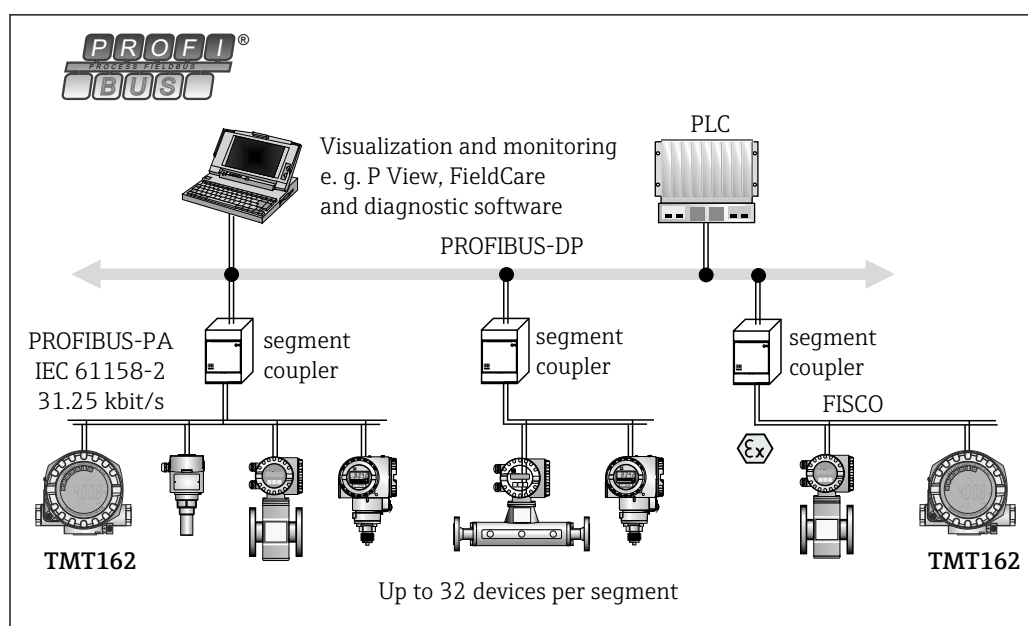 PROFI®
PROCESS FIELDBUS
BUS
PLC
Visualization and monitoring
e. g. P View, FieldCare
and diagnostic software
PROFIBUS-DP
PROFIBUS-PA
IEC 61158-2
31.25 kbit/s
segment
coupler
segment
coupler
segment
coupler
FISCO
Ex
TMT162
TMT162
Up to 32 devices per segment